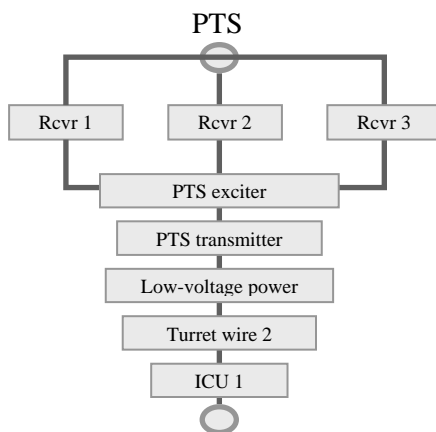 PTS
Rcvr 1
Rcvr 2
Rcvr 3
PTS exciter
PTS transmitter
Low-voltage power
Turret wire 2
ICU 1